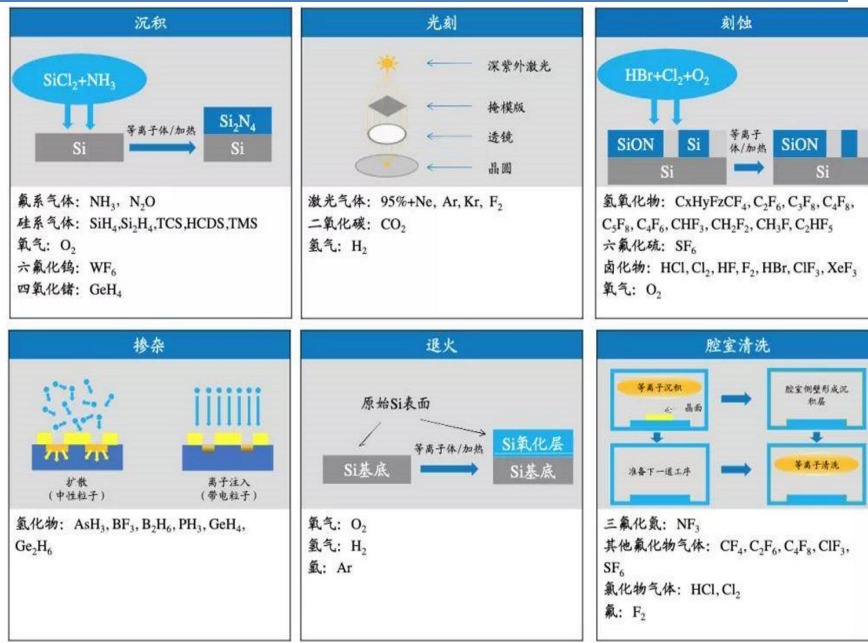 沉积
SiCl₂+NH₃
等离子体/加热
Si
Si₂N₄
Si
氟系气体：NH₃，N₂O
硅系气体：SiH₄,Si₂H₄,TCS,HCDS,TMS
氧气：O₂
六氟化钨：WF₆
四氧化锗：GeH₄
光刻
深紫外激光
掩模版
透镜
晶圆
激光气体：95%+Ne, Ar, Kr, F₂
二氧化碳：CO₂
氢气：H₂
刻蚀
HBr+Cl₂+O₂
SiON
Si
Si
等离子
体/加热
SiON
Si
氢氧化物：CxHyFzCF₄, C₂F₆, C₃F₈, C₄F₈,
C₅F₈, C₄F₆, CHF₃, CH₂F₂, CH₃F, C₂HF₅
六氟化硫：SF₆
卤化物：HCl, Cl₂, HF, F₂, HBr, ClF₃, XeF₃
氧气：O₂
掺杂
扩散
（中性粒子）
离子注入
（带电粒子）
氢化物：AsH₃, BF₃, B₂H₆, PH₃, GeH₄,
Ge₂H₆
退火
原始Si表面
Si基底
等离子体/加热
Si氧化层
Si基底
氧气：O₂
氢气：H₂
氩：Ar
腔室清洗
等离子沉积
晶圆
腔室侧壁形成沉
积层
准备下一道工序
等离子清洗
三氟化氮：NF₃
其他氟化物气体：CF₄, C₂F₆, C₄F₈, ClF₃,
SF₆
氯化物气体：HCl, Cl₂
氟：F₂